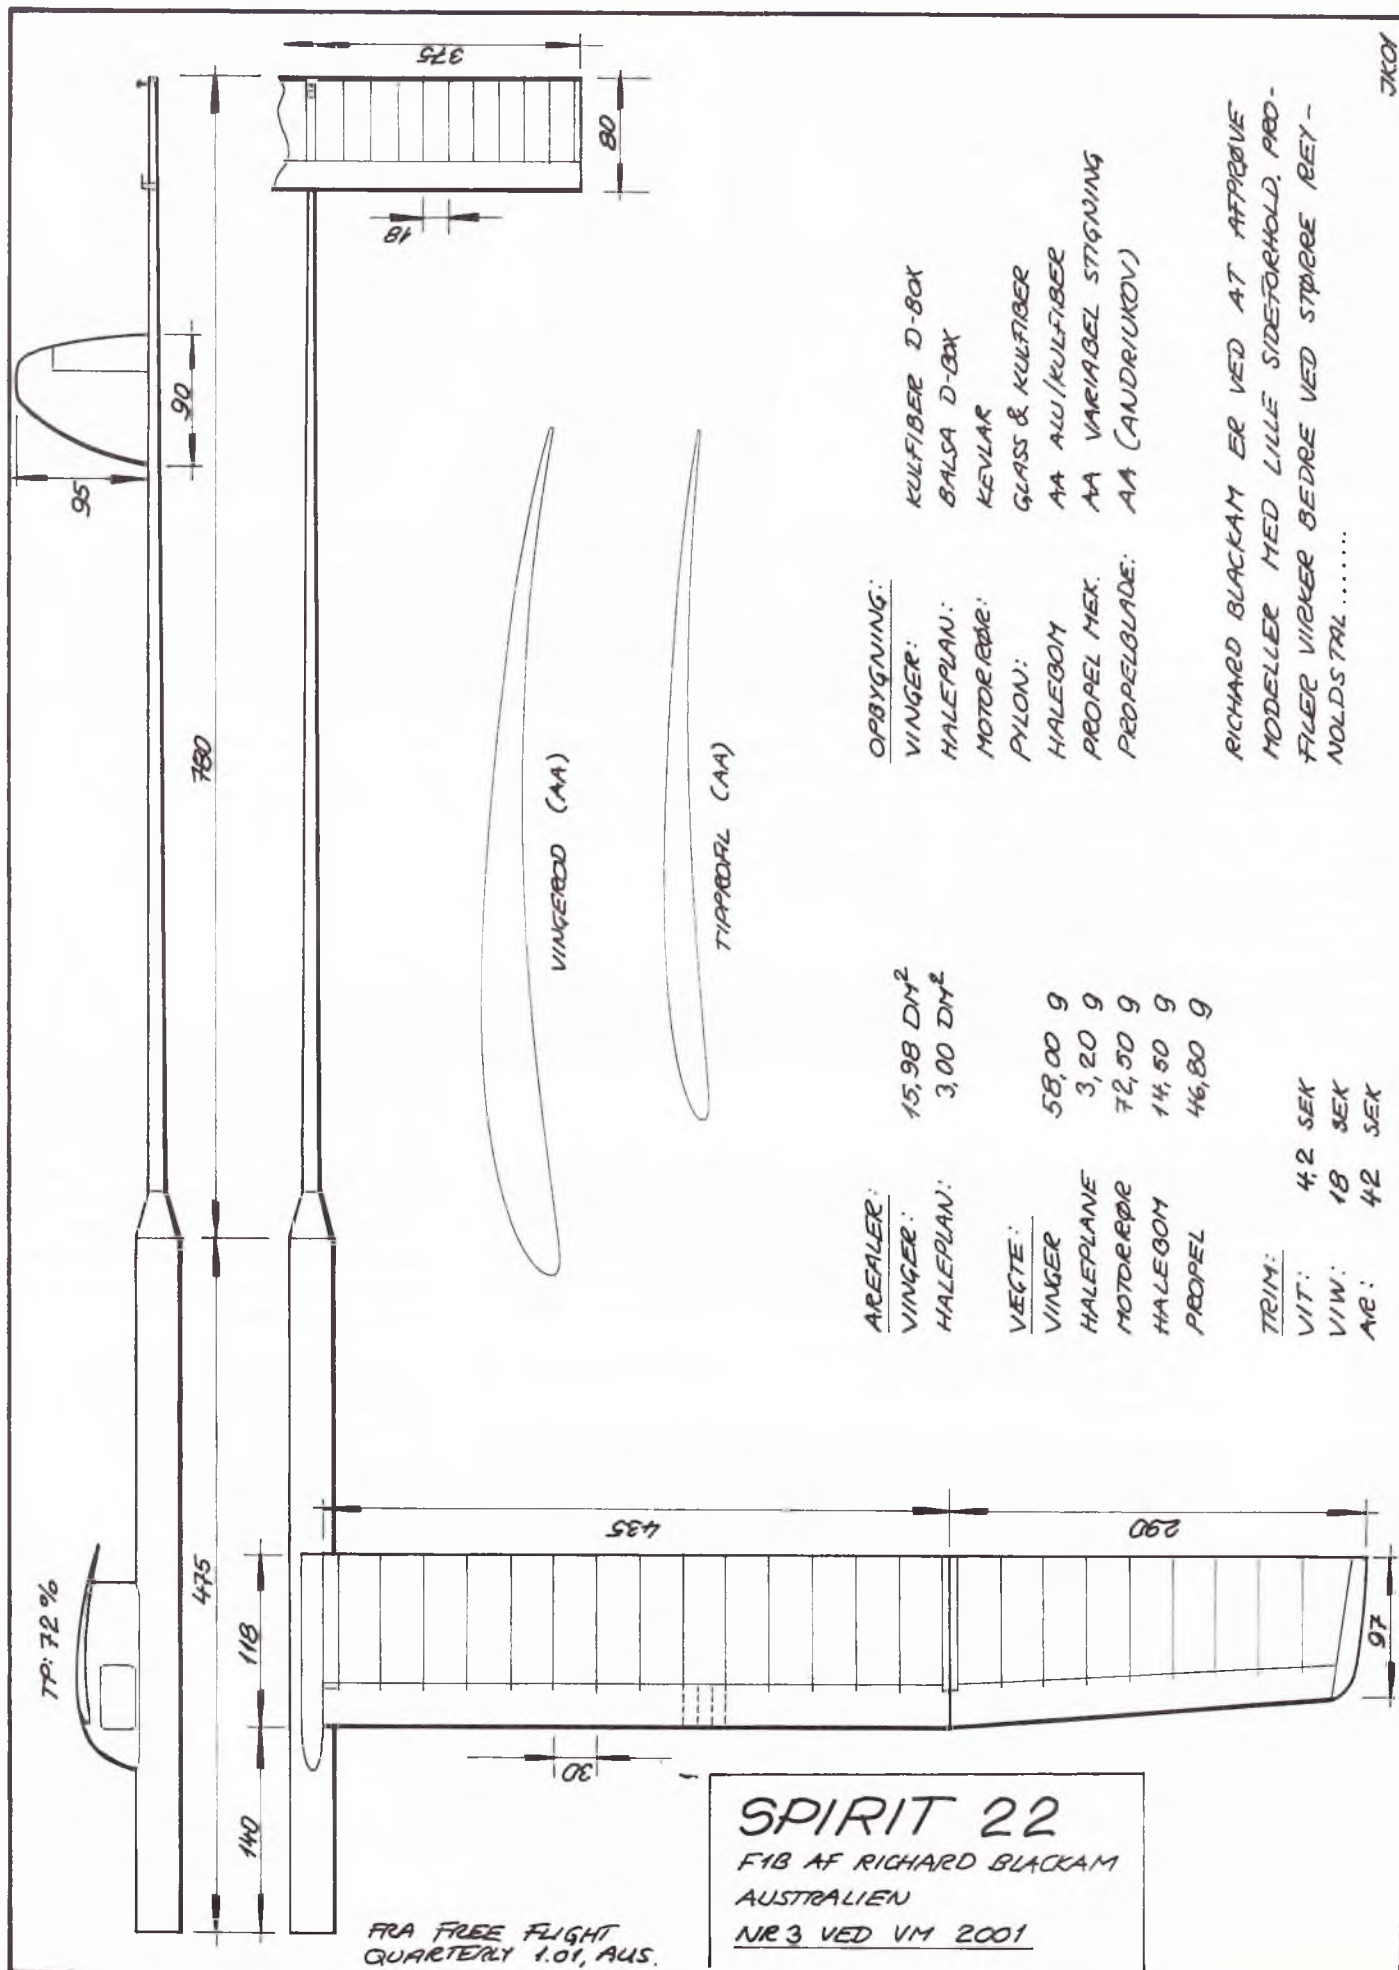 SPIRIT 22
F1B AF RICHARD BLACKAM
AUSTRALIEN
NR 3 VED VM 2001
FRA FREE FLIGHT
QUARTERLY 1.01, AUS.
TP: 72 %
475
780
95
90
140
118
30
435
290
97
18
375
80
VINGEROD (AA)
TIPPROFIL (AA)
AREALER:
VINGER: 15,98 DM²
HALEPLAN: 3,00 DM²
VÆGTE:
VINGER 58,00 g
HALEPLANE 3,20 g
MOTORRØR 72,50 g
HALEBOM 14,50 g
PROPEL 46,80 g
TRIM:
VIT: 4,2 SEK
VIW: 18 SEK
AR: 42 SEK
OPBYGNING:
VINGER: KULFIBER D-BOX
HALEPLAN: BALSA D-BOX
MOTORRØR: KEVLAR
PYLON: GLASS & KULFIBER
HALEBOM AA ALU/KULFIBER
PROPEL MEK. AA VARIABEL STIGNING
PROPELBLADE: AA (ANDRIUKOV)
RICHARD BLACKAM ER VED AT AFPRØVE
MODELLER MED LILLE SIDEFORHOLD. PRO-
FILER VIRKER BEDRE VED STØRRE REY-
NOLDSTAL.......
JK01